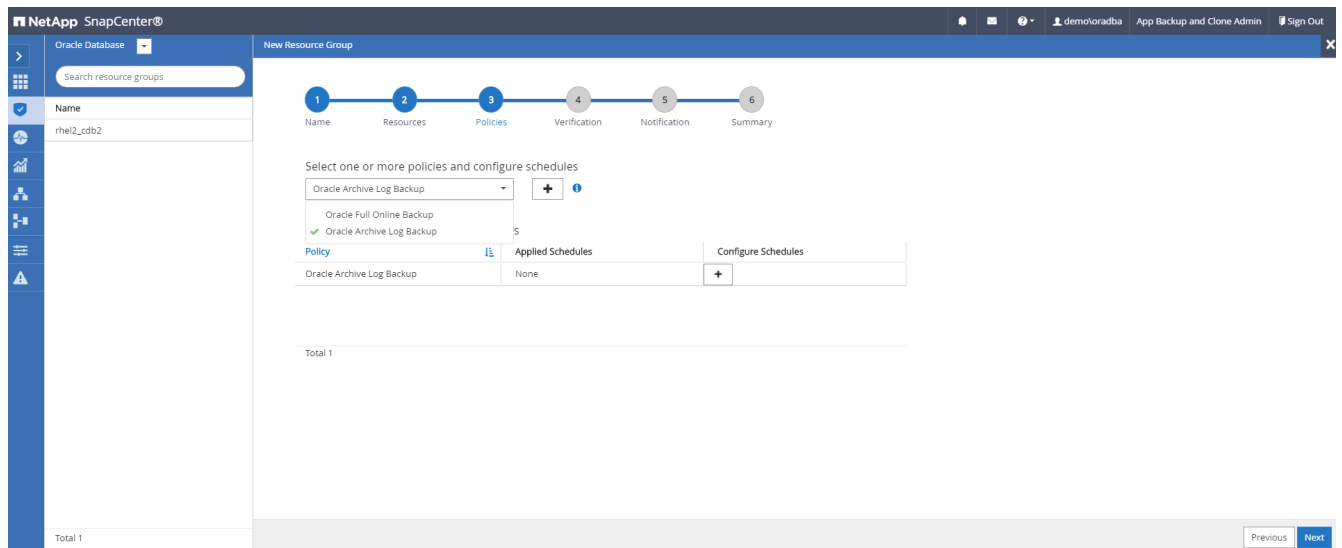 NetApp SnapCenter®
demo\oradba App Backup and Clone Admin Sign Out
Oracle Database
New Resource Group
Search resource groups
Name
rhel2_cdb2
1 2 3 4 5 6
Name Resources Policies Verification Notification Summary
Select one or more policies and configure schedules
Oracle Archive Log Backup
Oracle Full Online Backup
Oracle Archive Log Backup
s
Policy Applied Schedules Configure Schedules
Oracle Archive Log Backup None
Total 1
Total 1
Previous Next